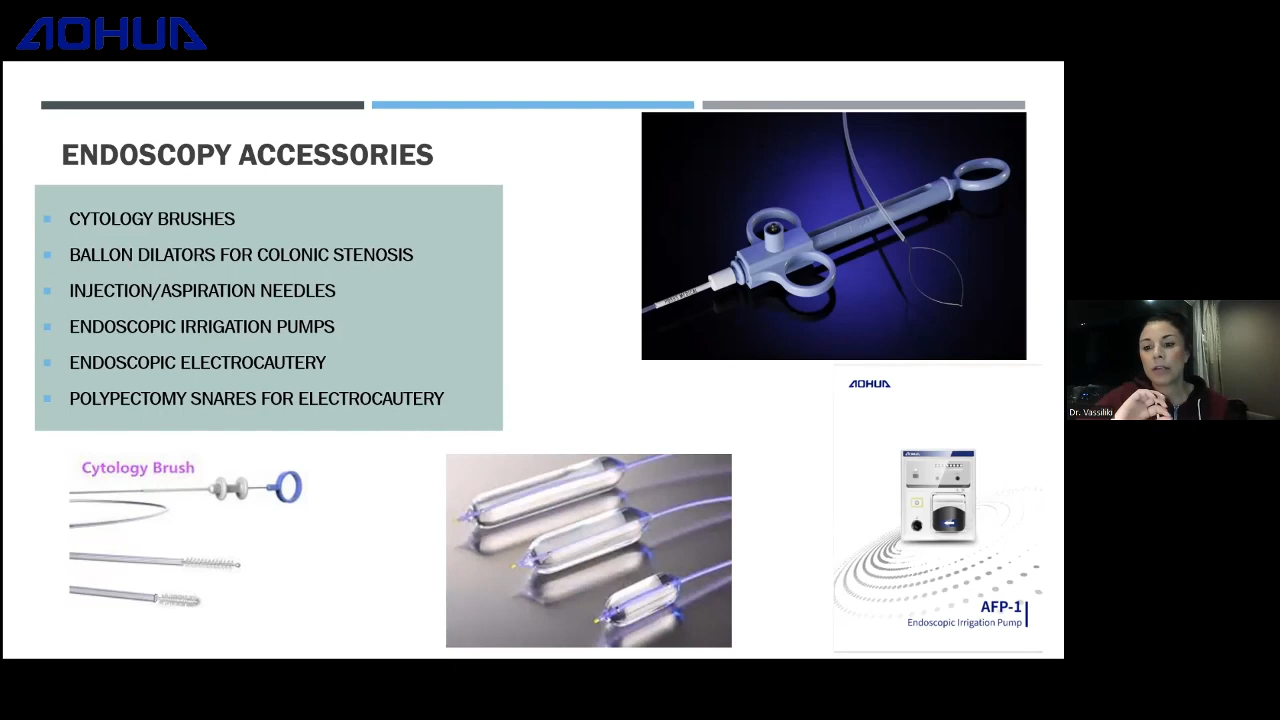 AOHUA
ENDOSCOPY ACCESSORIES
CYTOLOGY BRUSHES
BALLON DILATORS FOR COLONIC STENOSIS
INJECTION/ASPIRATION NEEDLES
ENDOSCOPIC IRRIGATION PUMPS
ENDOSCOPIC ELECTROCAUTERY
POLYPECTOMY SNARES FOR ELECTROCAUTERY
AOHUA
Dr. Vassiliki
Cytology Brush
AOHUA
AFP-1
Endoscopic Irrigation Pump